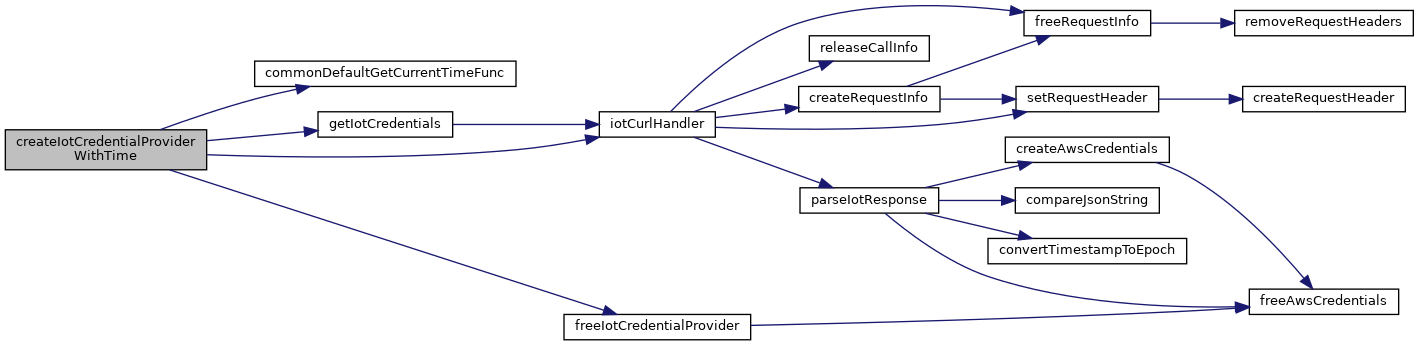 createIotCredentialProvider
WithTime
commonDefaultGetCurrentTimeFunc
getIotCredentials
freeIotCredentialProvider
iotCurlHandler
freeRequestInfo
releaseCallInfo
createRequestInfo
setRequestHeader
parseIotResponse
createAwsCredentials
compareJsonString
convertTimestampToEpoch
removeRequestHeaders
createRequestHeader
freeAwsCredentials